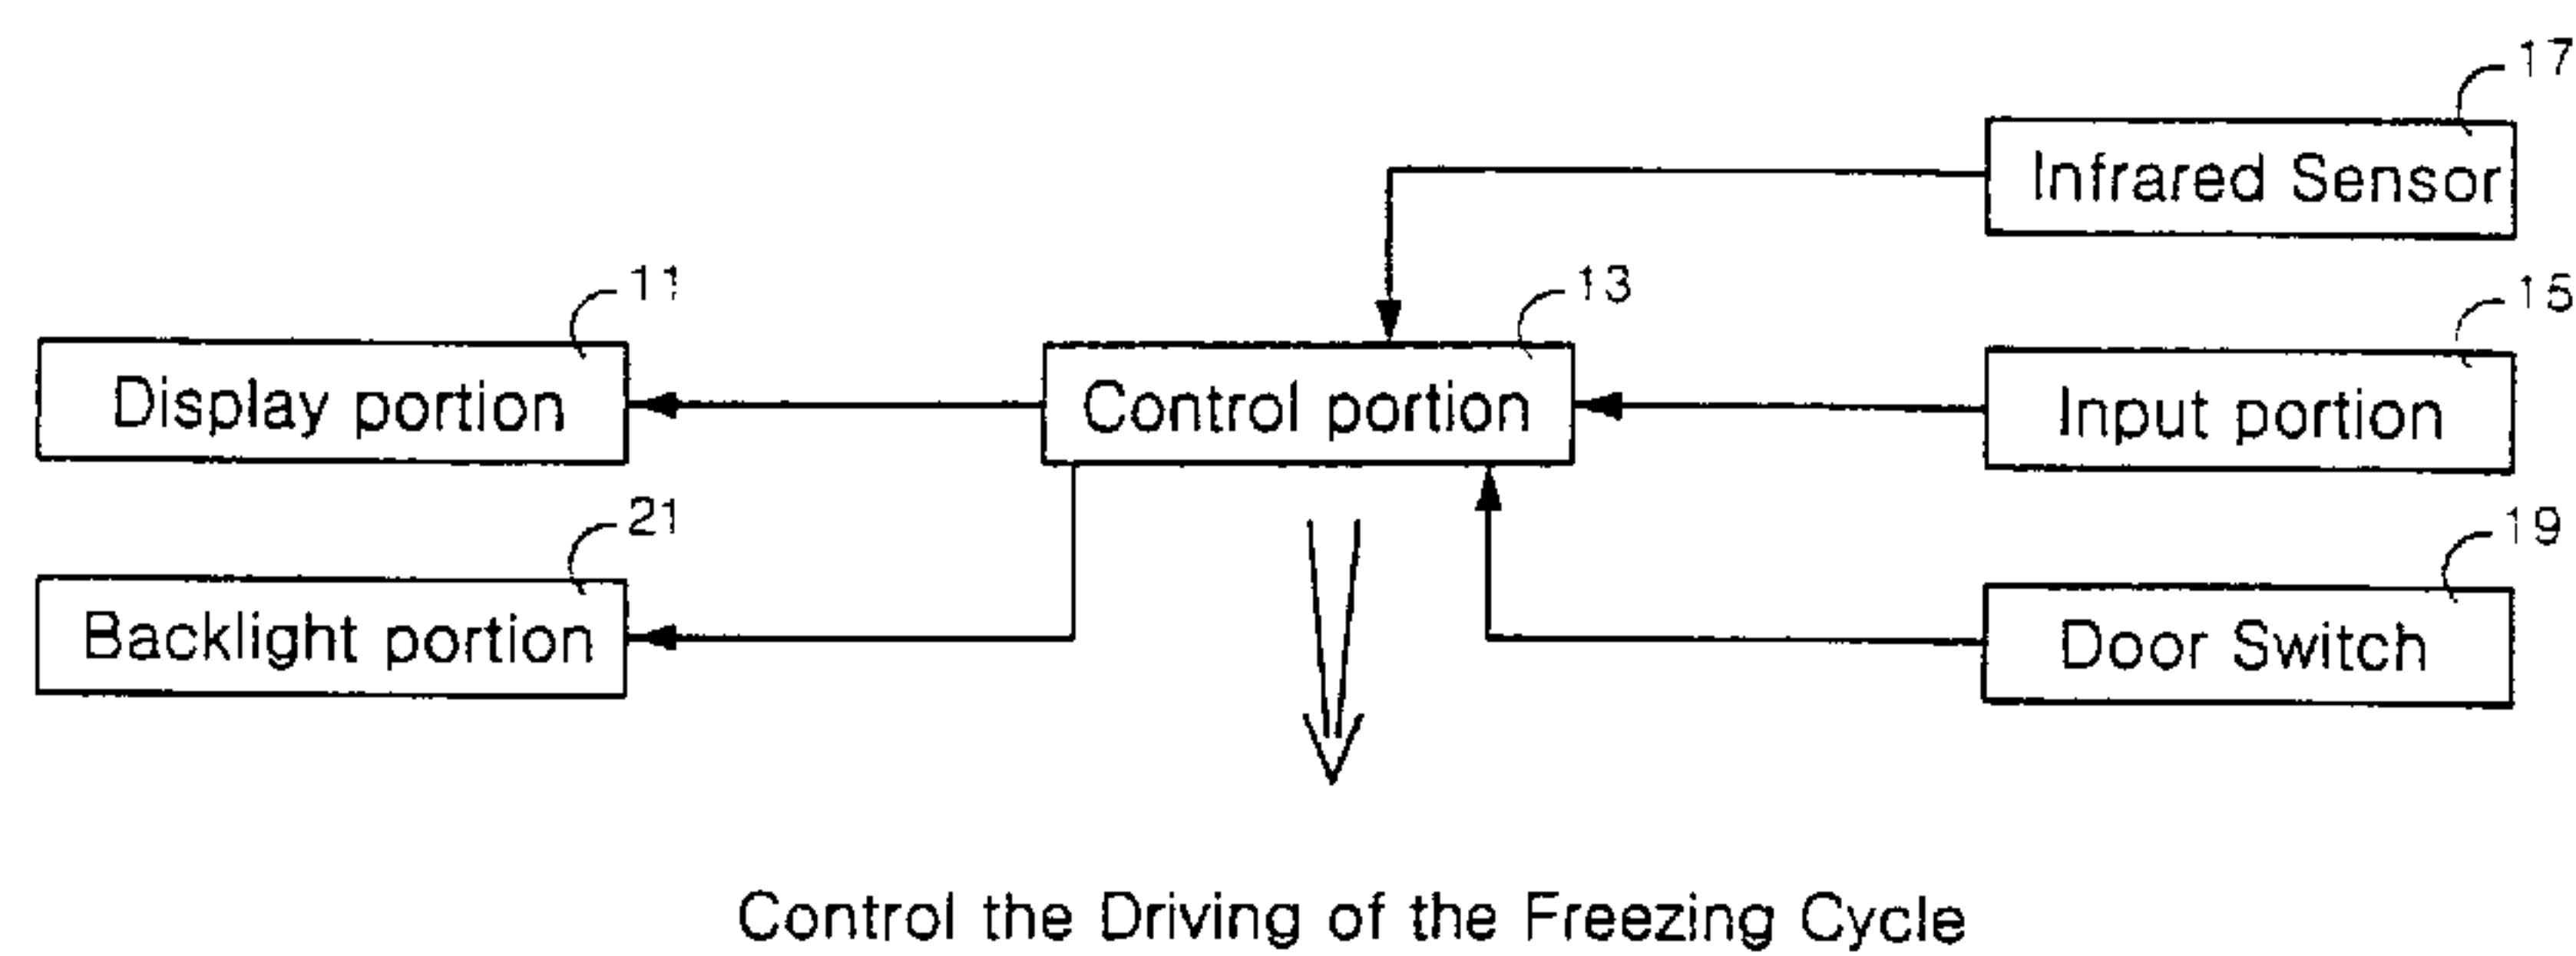 17
Infrared Sensor
11
13
15
Display portion
Control portion
Input portion
21
19
Backlight portion
Door Switch
Control the Driving of the Freezing Cycle